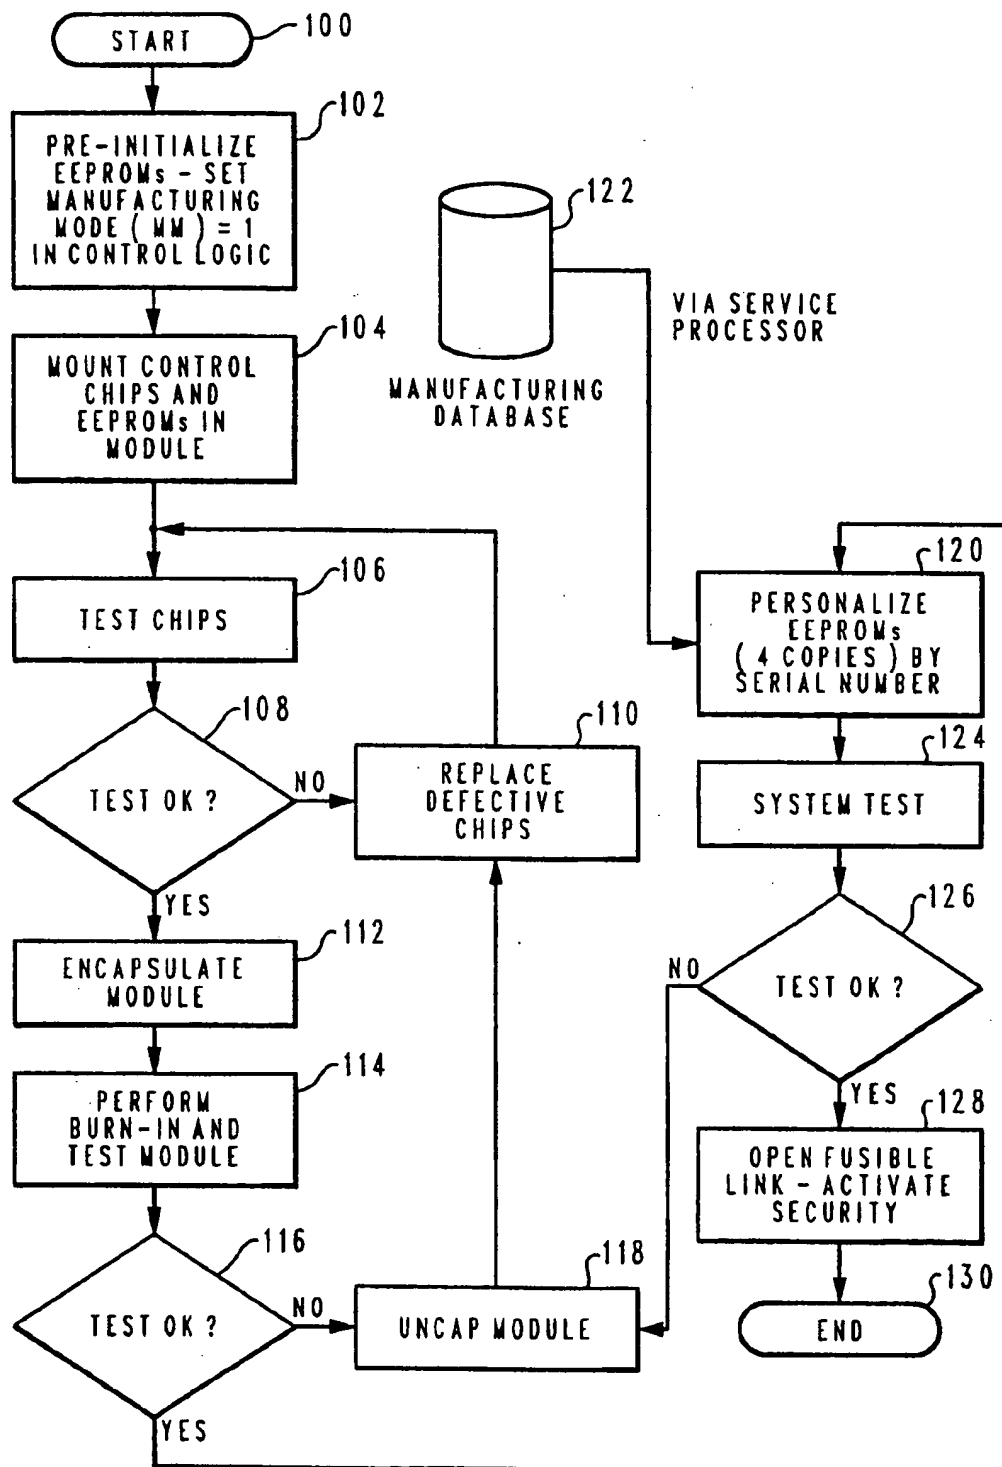 START
100
102
PRE-INITIALIZE
EEPROMs - SET
MANUFACTURING
MODE (MM) = 1
IN CONTROL LOGIC
104
MOUNT CONTROL
CHIPS AND
EEPROMs IN
MODULE
106
TEST CHIPS
108
TEST OK ?
NO
YES
110
REPLACE
DEFECTIVE
CHIPS
112
ENCAPSULATE
MODULE
114
PERFORM
BURN-IN AND
TEST MODULE
116
TEST OK ?
NO
YES
118
UNCAP MODULE
122
MANUFACTURING
DATABASE
VIA SERVICE
PROCESSOR
120
PERSONALIZE
EEPROMs
(4 COPIES) BY
SERIAL NUMBER
124
SYSTEM TEST
126
TEST OK ?
NO
YES
128
OPEN FUSIBLE
LINK - ACTIVATE
SECURITY
130
END